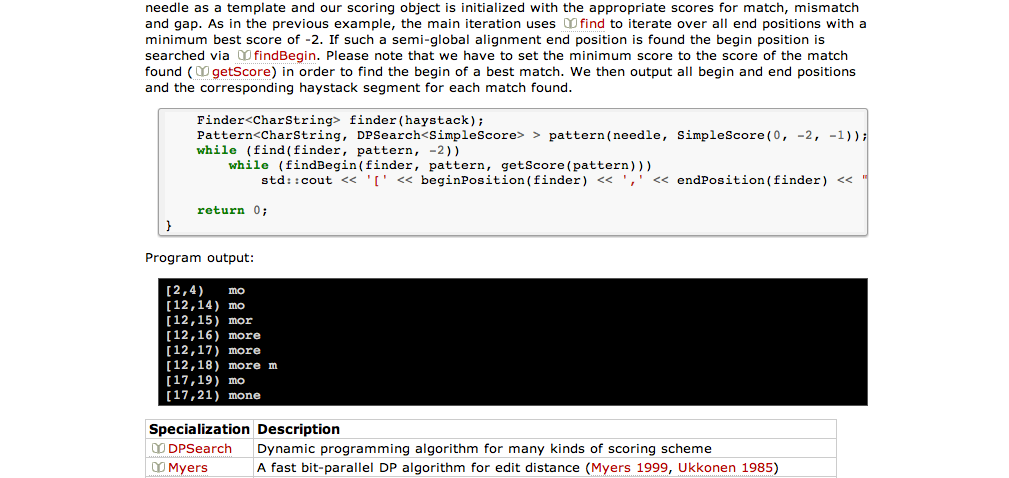 needle as a template and our scoring object is initialized with the appropriate scores for match, mismatch
and gap. As in the previous example, the main iteration uses find to iterate over all end positions with a
minimum best score of -2. If such a semi-global alignment end position is found the begin position is
searched via findBegin. Please note that we have to set the minimum score to the score of the match
found ( getScore) in order to find the begin of a best match. We then output all begin and end positions
and the corresponding haystack segment for each match found.
Finder<CharString> finder(haystack);
Pattern<CharString, DPSearch<SimpleScore> > pattern(needle, SimpleScore(0, -2, -1));
while (find(finder, pattern, -2))
while (findBegin(finder, pattern, getScore(pattern)))
std::cout << '[' << beginPosition(finder) << ',' << endPosition(finder) << "
return 0;
}
Program output:
[2,4) mo
[12,14) mo
[12,15) mor
[12,16) more
[12,17) more
[12,18) more m
[17,19) mo
[17,21) mone
Specialization Description
DPSearch Dynamic programming algorithm for many kinds of scoring scheme
Myers A fast bit-parallel DP algorithm for edit distance (Myers 1999, Ukkonen 1985)